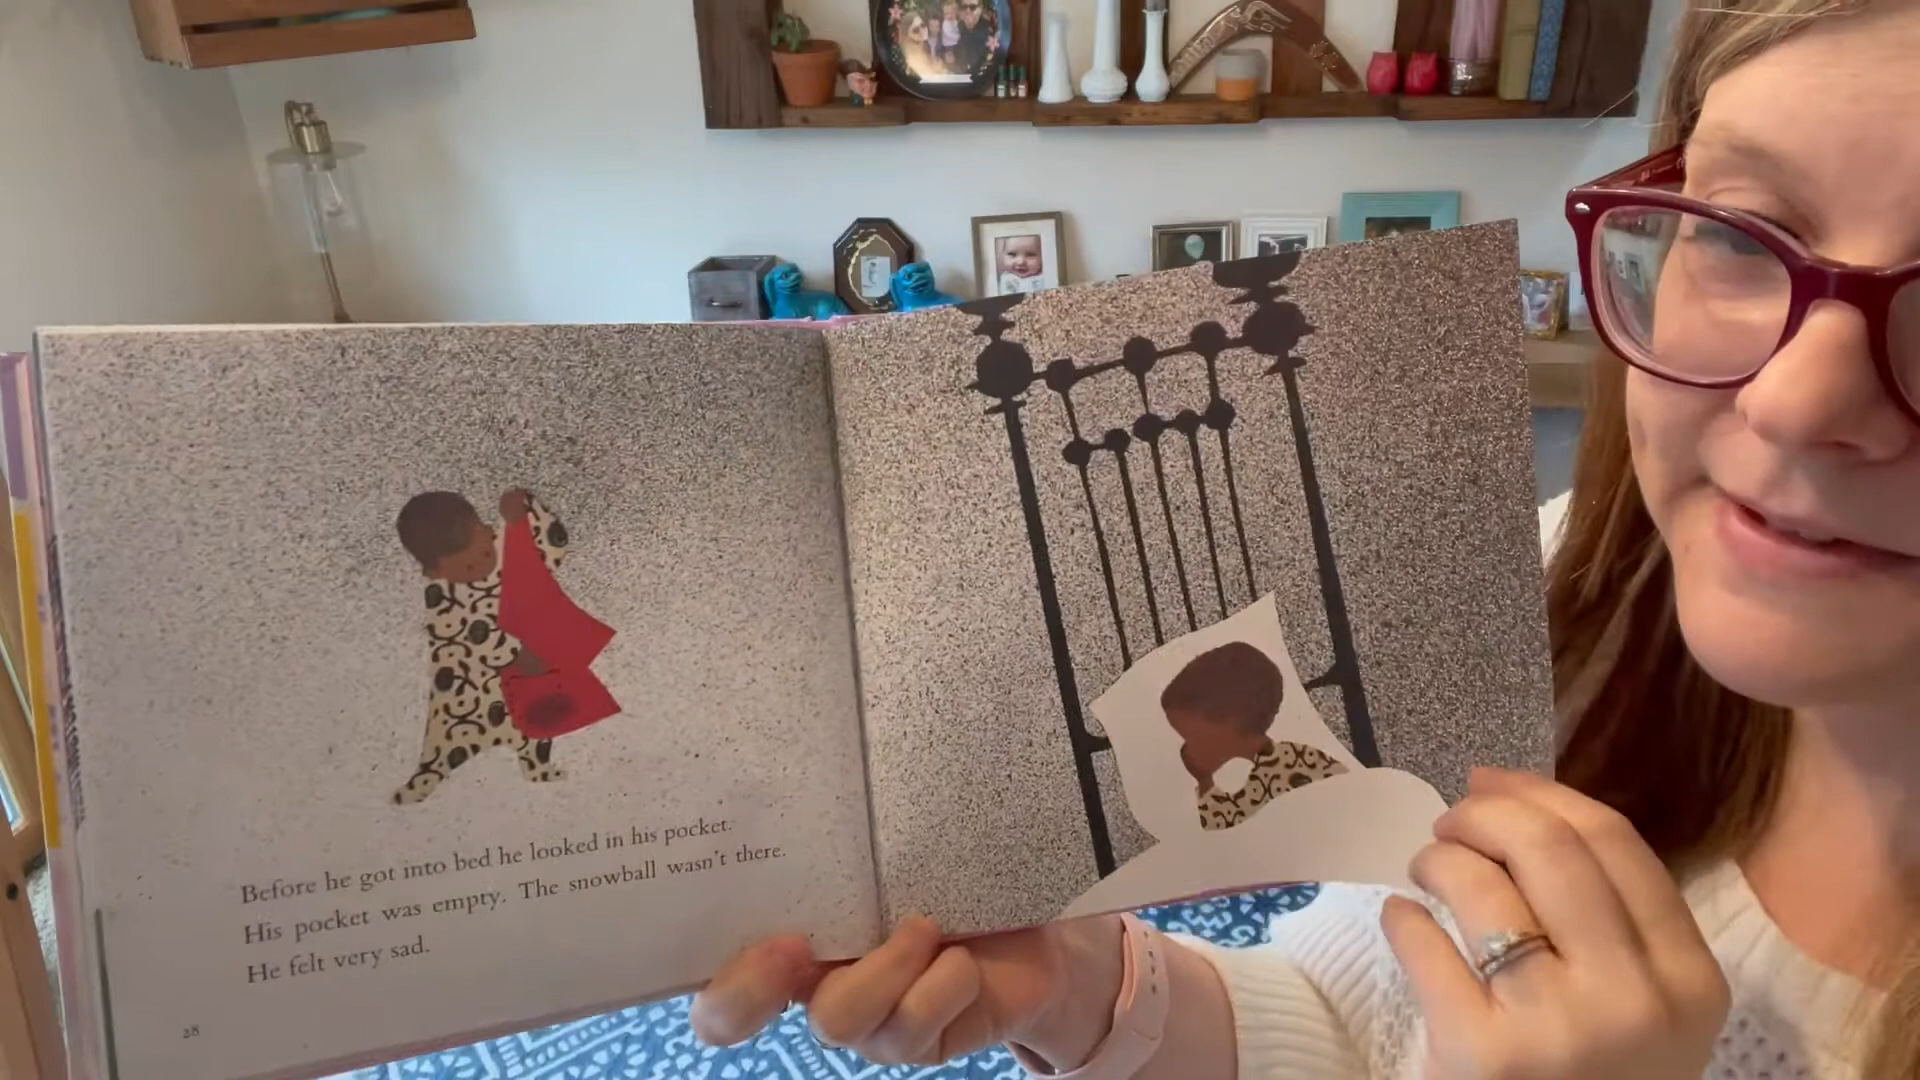 Before he got into bed he looked in his pocket.
His pocket was empty. The snowball wasn't there.
He felt very sad.
28